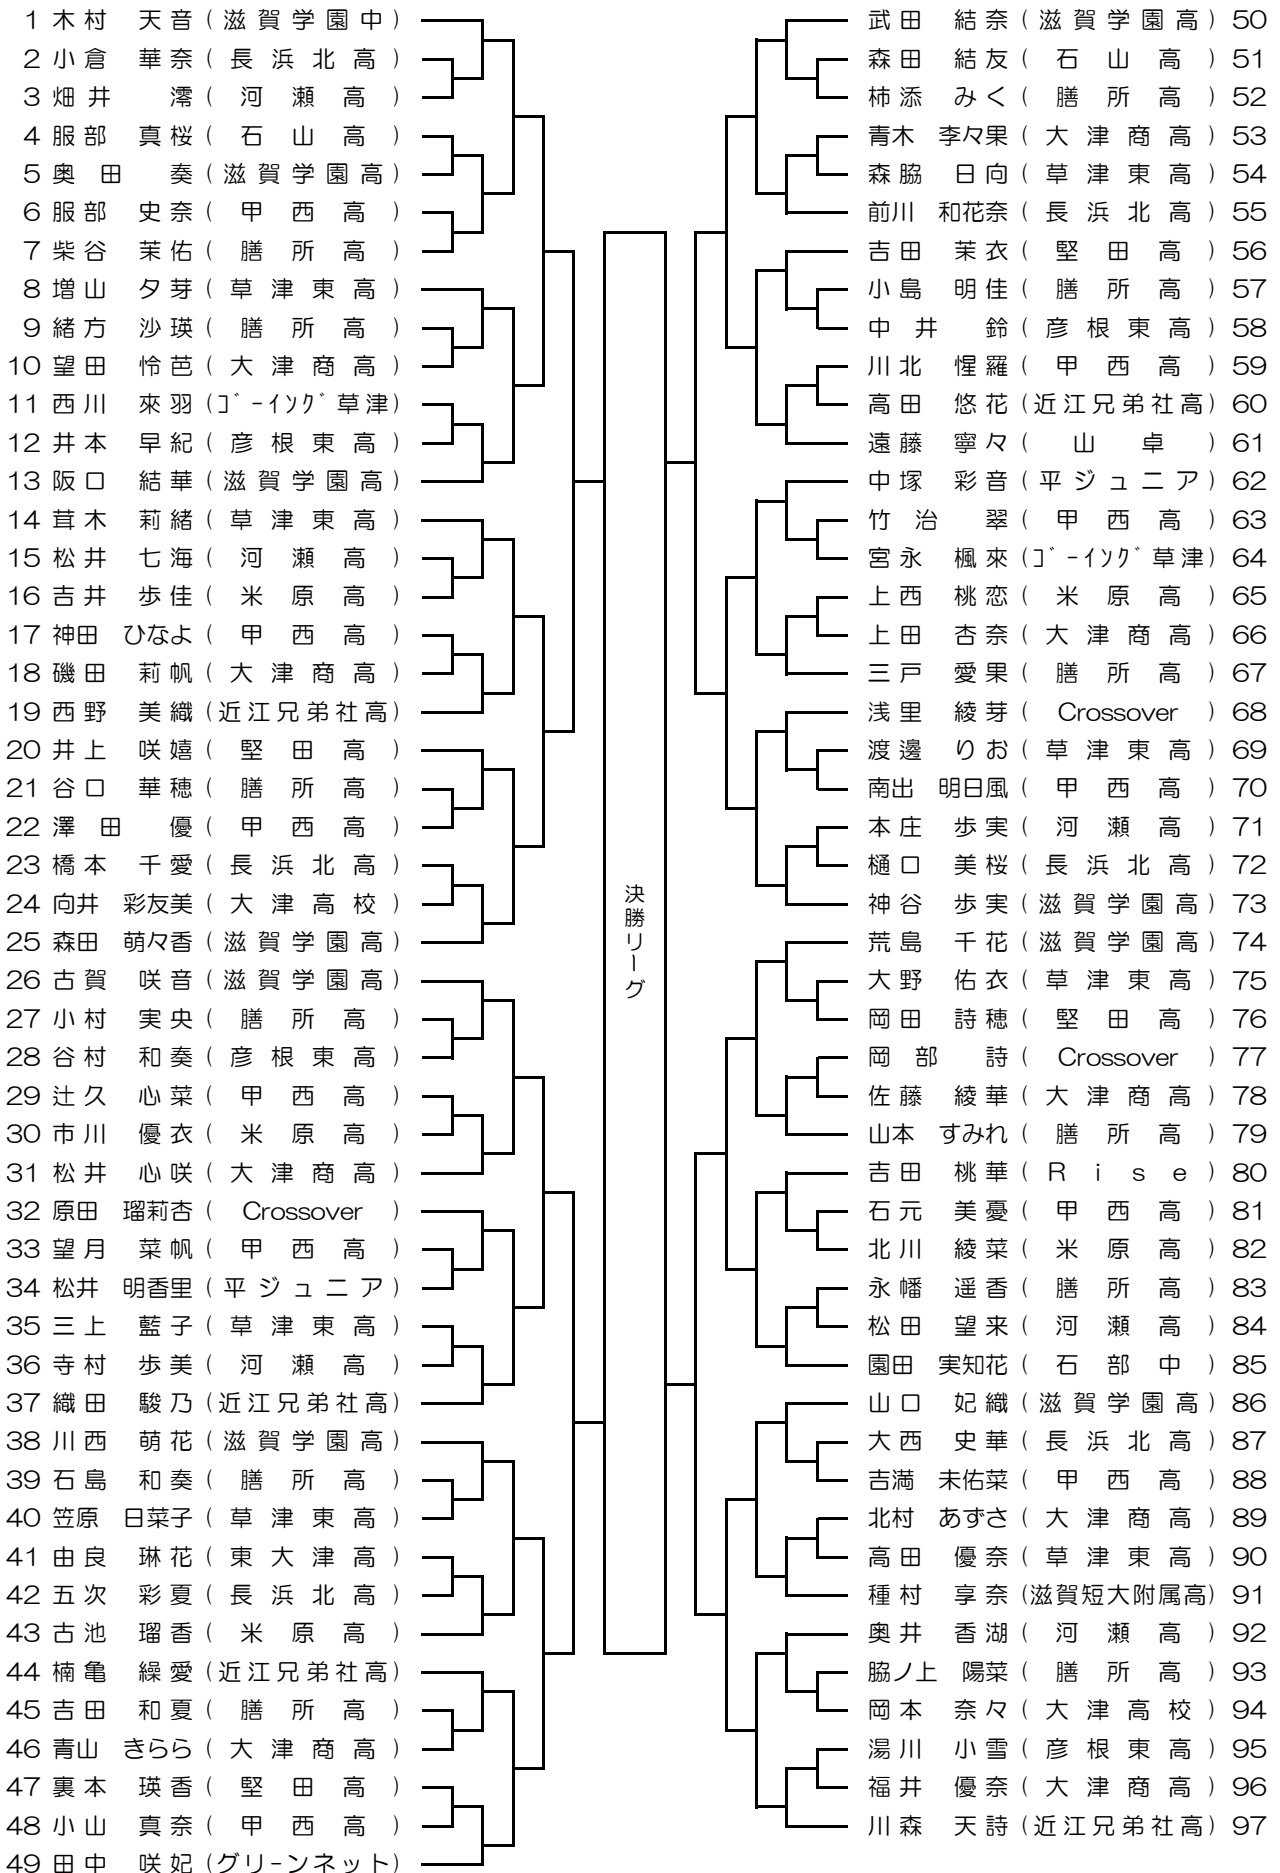 1 木村 天音 (滋賀学園中)
2 小倉 華奈 (長浜北高)
3 畑井 澪 (河瀬高)
4 服部 真桜 (石山高)
5 奥田 奏 (滋賀学園高)
6 服部 史奈 (甲西高)
7 柴谷 茉佑 (膳所高)
8 増山 夕芽 (草津東高)
9 緒方 沙瑛 (膳所高)
10 望田 怜芭 (大津商高)
11 西川 來羽 (ｺﾞｰｲﾝｸﾞ草津)
12 井本 早紀 (彦根東高)
13 阪口 結華 (滋賀学園高)
14 茸木 莉緒 (草津東高)
15 松井 七海 (河瀬高)
16 吉井 歩佳 (米原高)
17 神田 ひなよ (甲西高)
18 磯田 莉帆 (大津商高)
19 西野 美織 (近江兄弟社高)
20 井上 咲嬉 (堅田高)
21 谷口 華穂 (膳所高)
22 澤田 優 (甲西高)
23 橋本 千愛 (長浜北高)
24 向井 彩友美 (大津高校)
25 森田 萌々香 (滋賀学園高)
26 古賀 咲音 (滋賀学園高)
27 小村 実央 (膳所高)
28 谷村 和奏 (彦根東高)
29 辻久 心菜 (甲西高)
30 市川 優衣 (米原高)
31 松井 心咲 (大津商高)
32 原田 瑠莉杏 (Crossover)
33 望月 菜帆 (甲西高)
34 松井 明香里 (平ジュニア)
35 三上 藍子 (草津東高)
36 寺村 歩美 (河瀬高)
37 織田 駿乃 (近江兄弟社高)
38 川西 萌花 (滋賀学園高)
39 石島 和奏 (膳所高)
40 笠原 日菜子 (草津東高)
41 由良 琳花 (東大津高)
42 五次 彩夏 (長浜北高)
43 古池 瑠香 (米原高)
44 楠亀 繰愛 (近江兄弟社高)
45 吉田 和夏 (膳所高)
46 青山 きらら (大津商高)
47 裏本 瑛香 (堅田高)
48 小山 真奈 (甲西高)
49 田中 咲妃 (グリーンネット)
決勝リーグ
武田 結奈 (滋賀学園高) 50
森田 結友 (石山高) 51
柿添 みく (膳所高) 52
青木 李々果 (大津商高) 53
森脇 日向 (草津東高) 54
前川 和花奈 (長浜北高) 55
吉田 茉衣 (堅田高) 56
小島 明佳 (膳所高) 57
中井 鈴 (彦根東高) 58
川北 惺羅 (甲西高) 59
高田 悠花 (近江兄弟社高) 60
遠藤 寧々 (山卓) 61
中塚 彩音 (平ジュニア) 62
竹治 翠 (甲西高) 63
宮永 楓來 (ｺﾞｰｲﾝｸﾞ草津) 64
上西 桃恋 (米原高) 65
上田 杏奈 (大津商高) 66
三戸 愛果 (膳所高) 67
浅里 綾芽 (Crossover) 68
渡邊 りお (草津東高) 69
南出 明日風 (甲西高) 70
本庄 歩実 (河瀬高) 71
樋口 美桜 (長浜北高) 72
神谷 歩実 (滋賀学園高) 73
荒島 千花 (滋賀学園高) 74
大野 佑衣 (草津東高) 75
岡田 詩穂 (堅田高) 76
岡部 詩 (Crossover) 77
佐藤 綾華 (大津商高) 78
山本 すみれ (膳所高) 79
吉田 桃華 (Rise) 80
石元 美憂 (甲西高) 81
北川 綾菜 (米原高) 82
永幡 遥香 (膳所高) 83
松田 望来 (河瀬高) 84
園田 実知花 (石部中) 85
山口 妃織 (滋賀学園高) 86
大西 史華 (長浜北高) 87
吉満 未佑菜 (甲西高) 88
北村 あずさ (大津商高) 89
高田 優奈 (草津東高) 90
種村 享奈 (滋賀短大附属高) 91
奥井 香湖 (河瀬高) 92
脇ノ上 陽菜 (膳所高) 93
岡本 奈々 (大津高校) 94
湯川 小雪 (彦根東高) 95
福井 優奈 (大津商高) 96
川森 天詩 (近江兄弟社高) 97